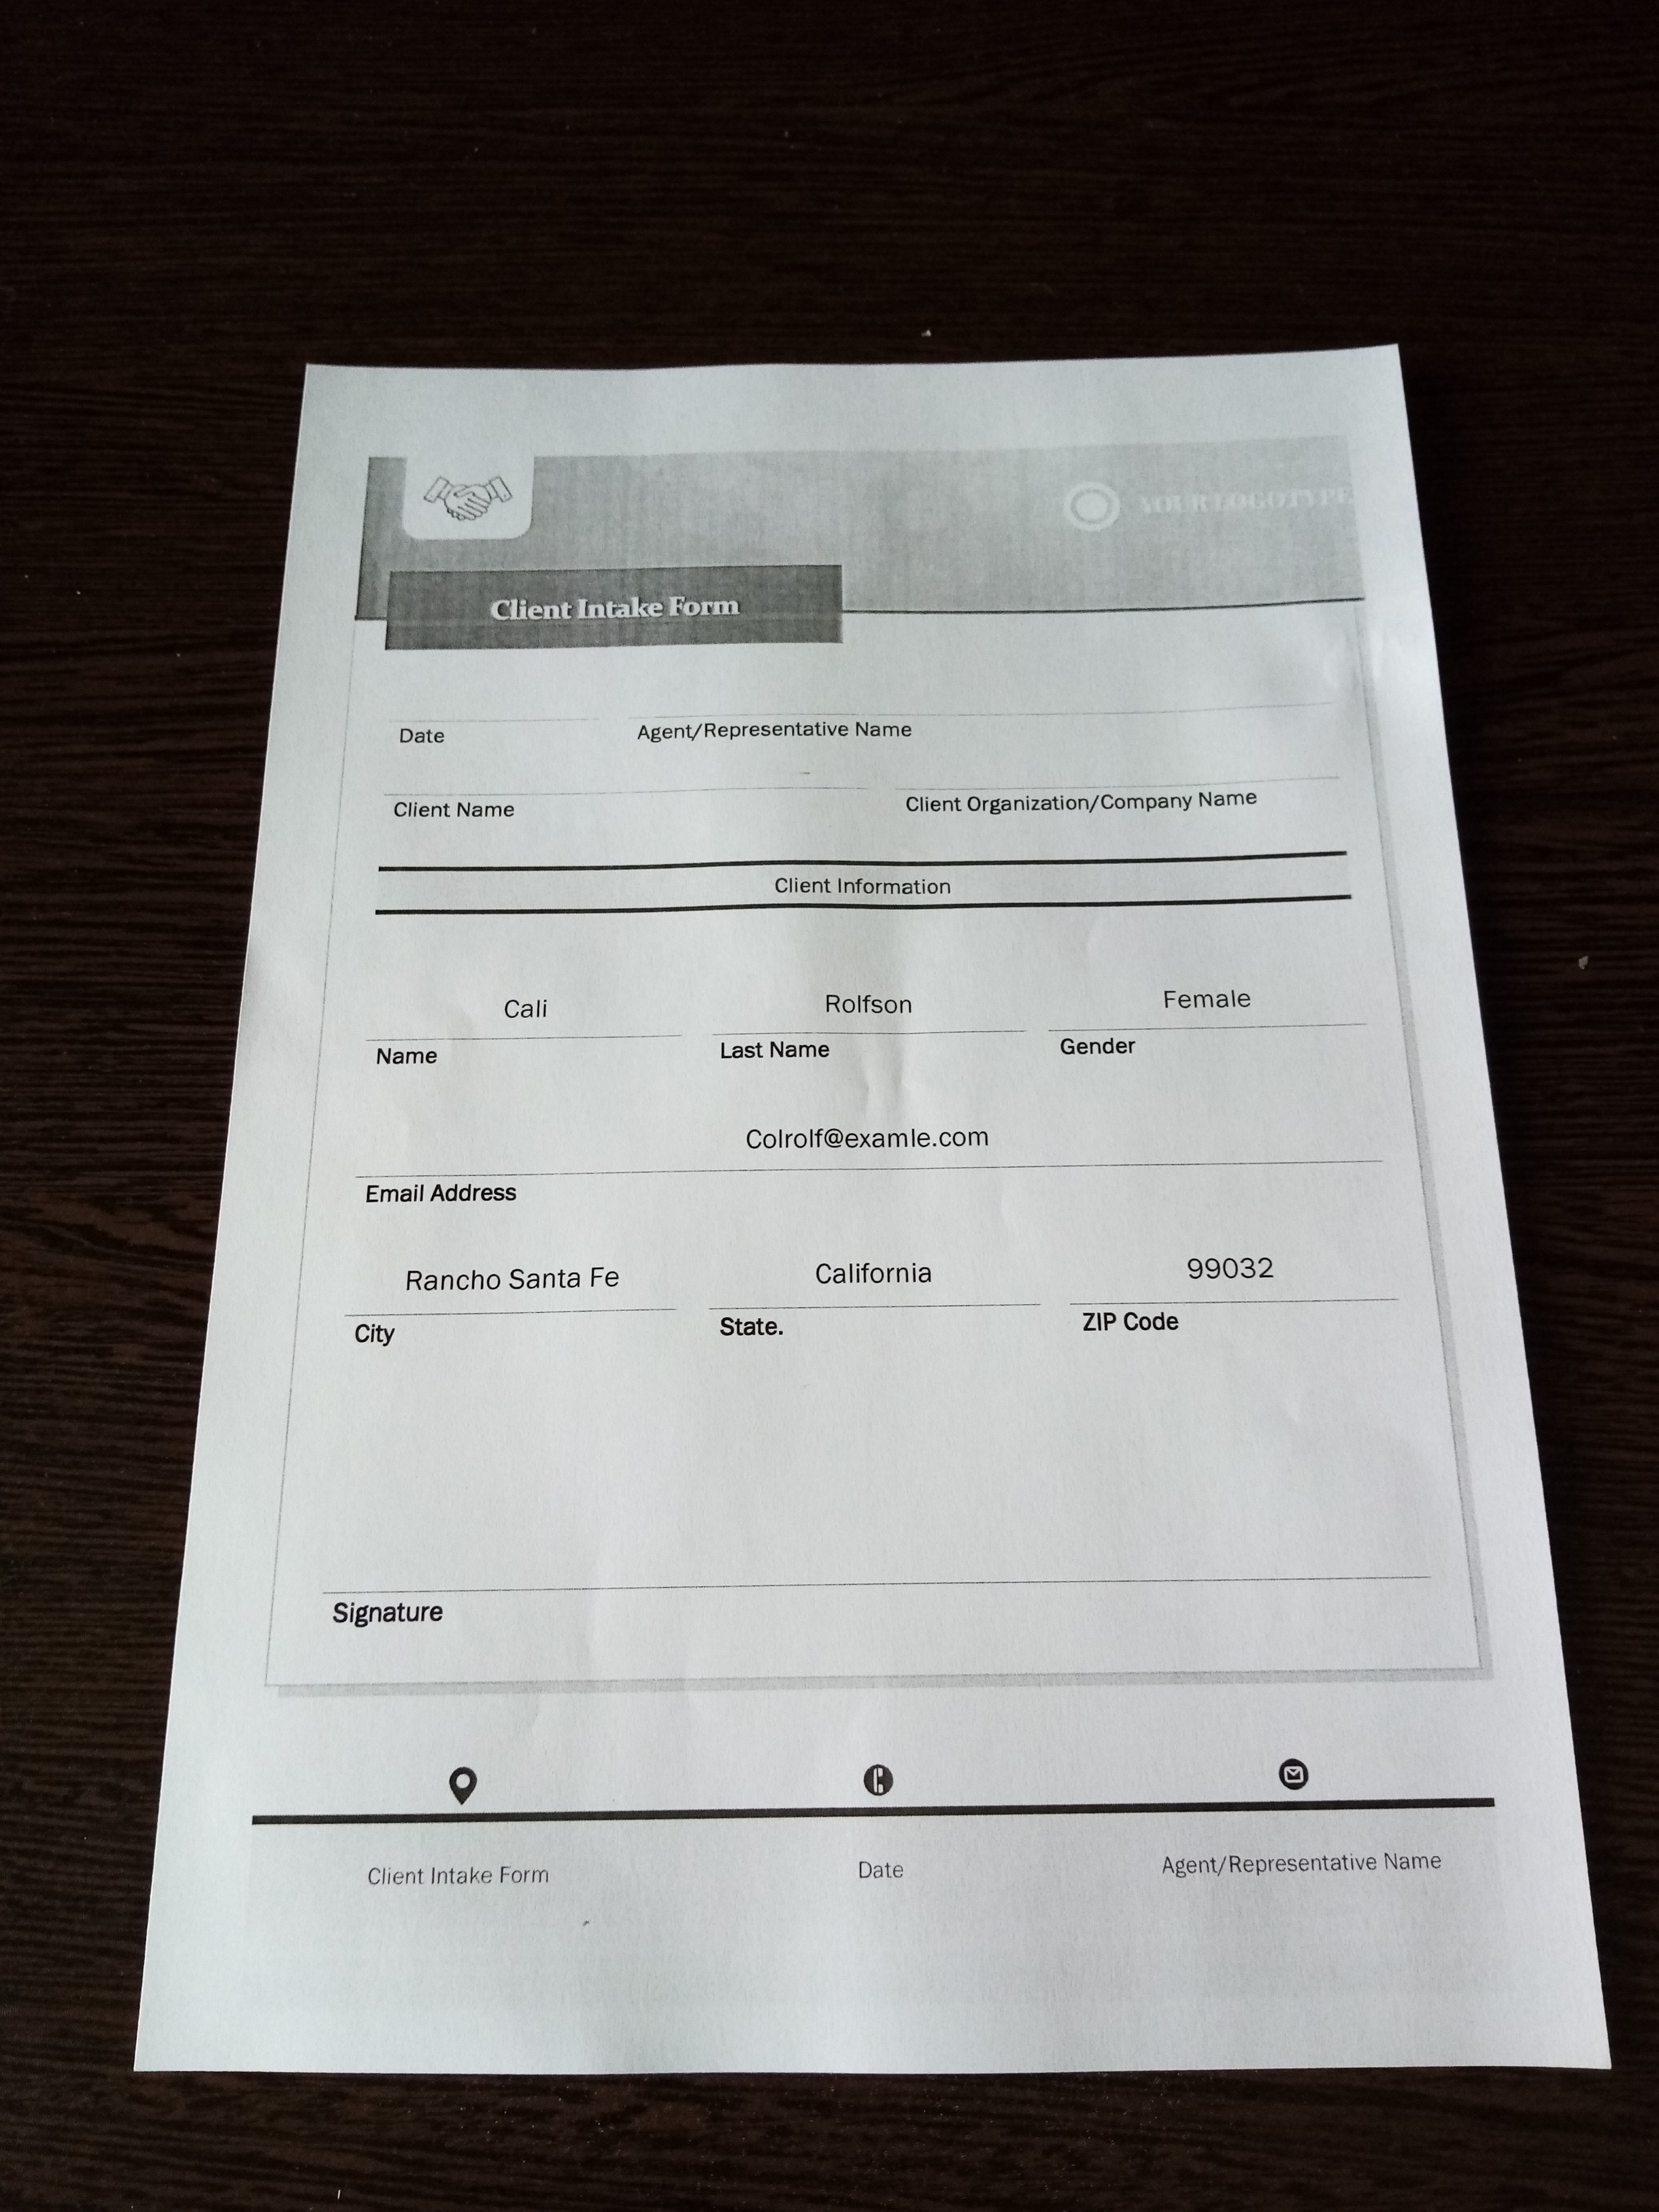 YOUR LOGOTYPE
Client Intake Form
Date Agent/Representative Name
Client Name Client Organization/Company Name
Client Information
Cali Rolfson Female
Name Last Name Gender
Colrolf@examle.com
Email Address
Rancho Santa Fe California 99032
City State. ZIP Code
Signature
Client Intake Form Date Agent/Representative Name